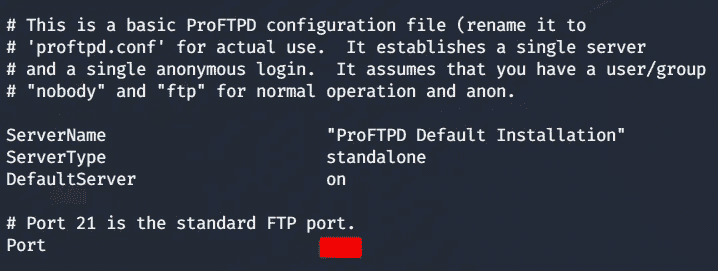 # This is a basic ProFTPD configuration file (rename it to
# 'proftpd.conf' for actual use.  It establishes a single server
# and a single anonymous login.  It assumes that you have a user/group
# "nobody" and "ftp" for normal operation and anon.
ServerName "ProFTPD Default Installation"
ServerType standalone
DefaultServer on
# Port 21 is the standard FTP port.
Port